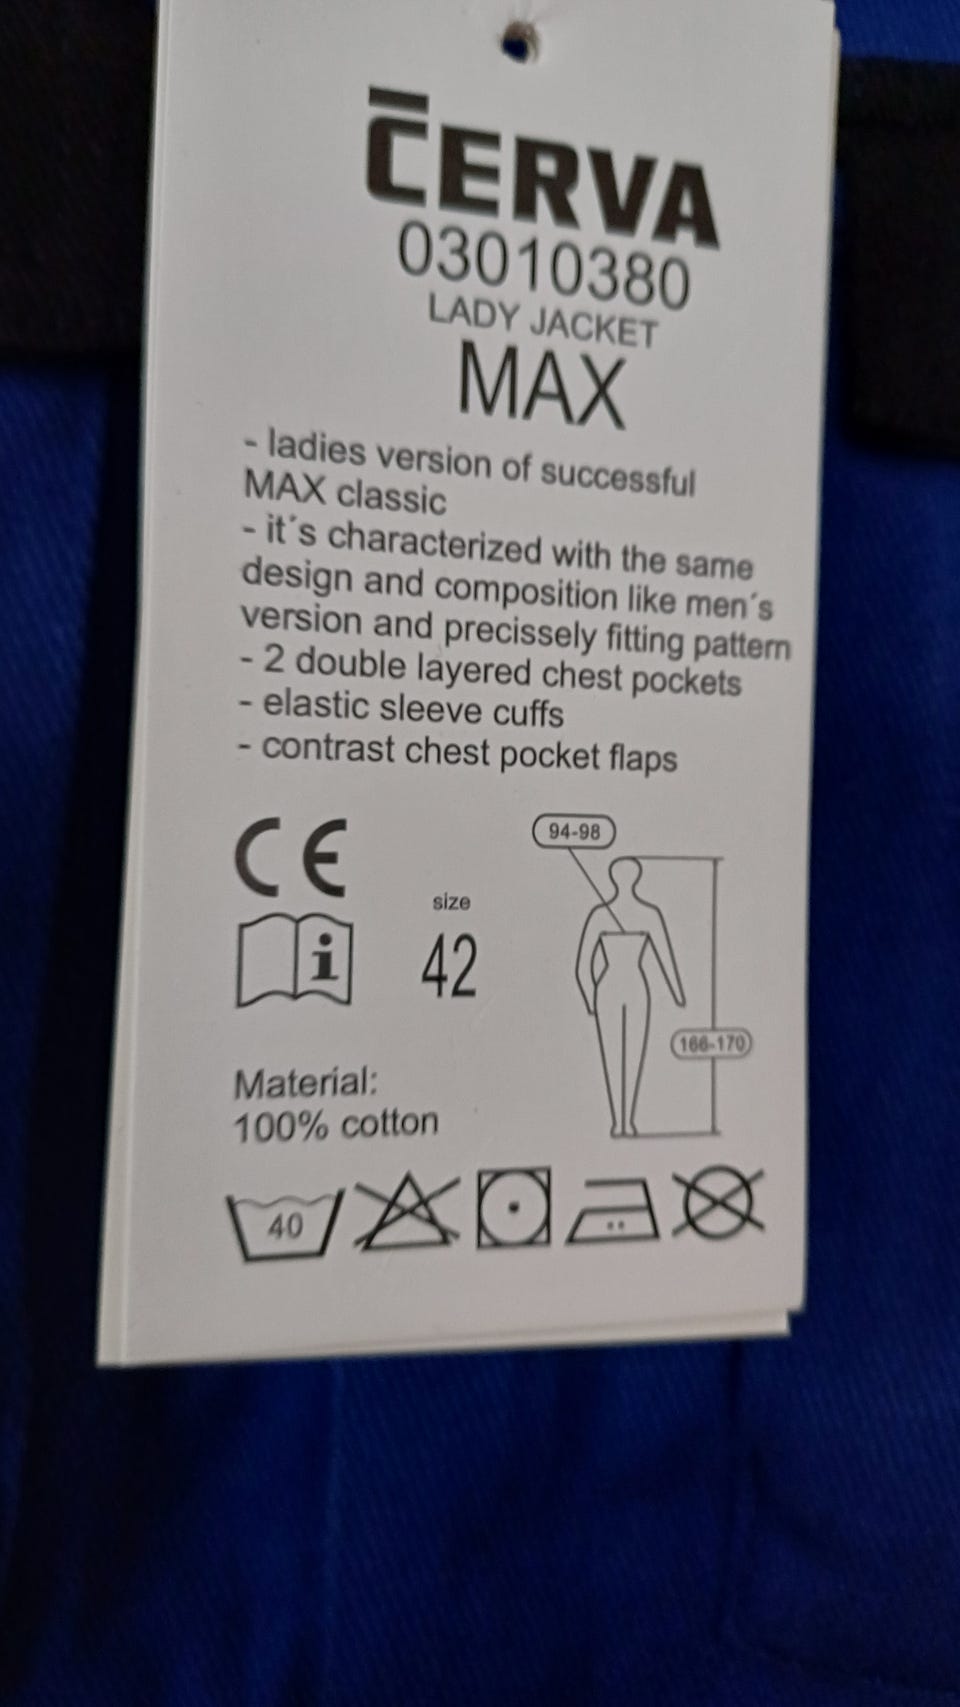 ČERVA
03010380
LADY JACKET
MAX
- ladies version of successful
MAX classic
- it´s characterized with the same
design and composition like men´s
version and precissely fitting pattern
- 2 double layered chest pockets
- elastic sleeve cuffs
- contrast chest pocket flaps
CE
94-98
size
i
42
166-170
Material:
100% cotton
40